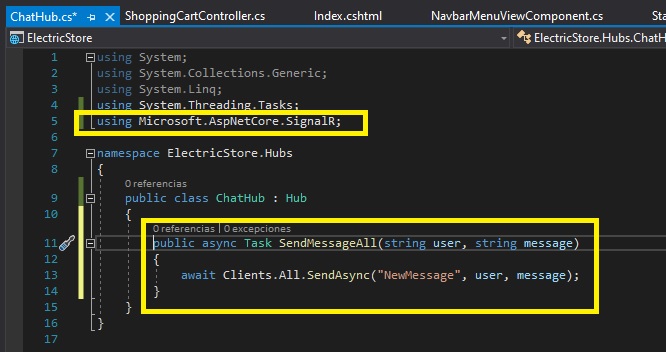 ChatHub.cs* ShoppingCartController.cs Index.cshtml NavbarMenuViewComponent.cs Sta
ElectricStore ElectricStore.Hubs.ChatH
1 using System;
2 using System.Collections.Generic;
3 using System.Linq;
4 using System.Threading.Tasks;
5 using Microsoft.AspNetCore.SignalR;
6
7 namespace ElectricStore.Hubs
8 {
0 referencias
9 public class ChatHub : Hub
10 {
0 referencias | 0 excepciones
11 public async Task SendMessageAll(string user, string message)
12 {
13 await Clients.All.SendAsync("NewMessage", user, message);
14 }
15 }
16 }
17